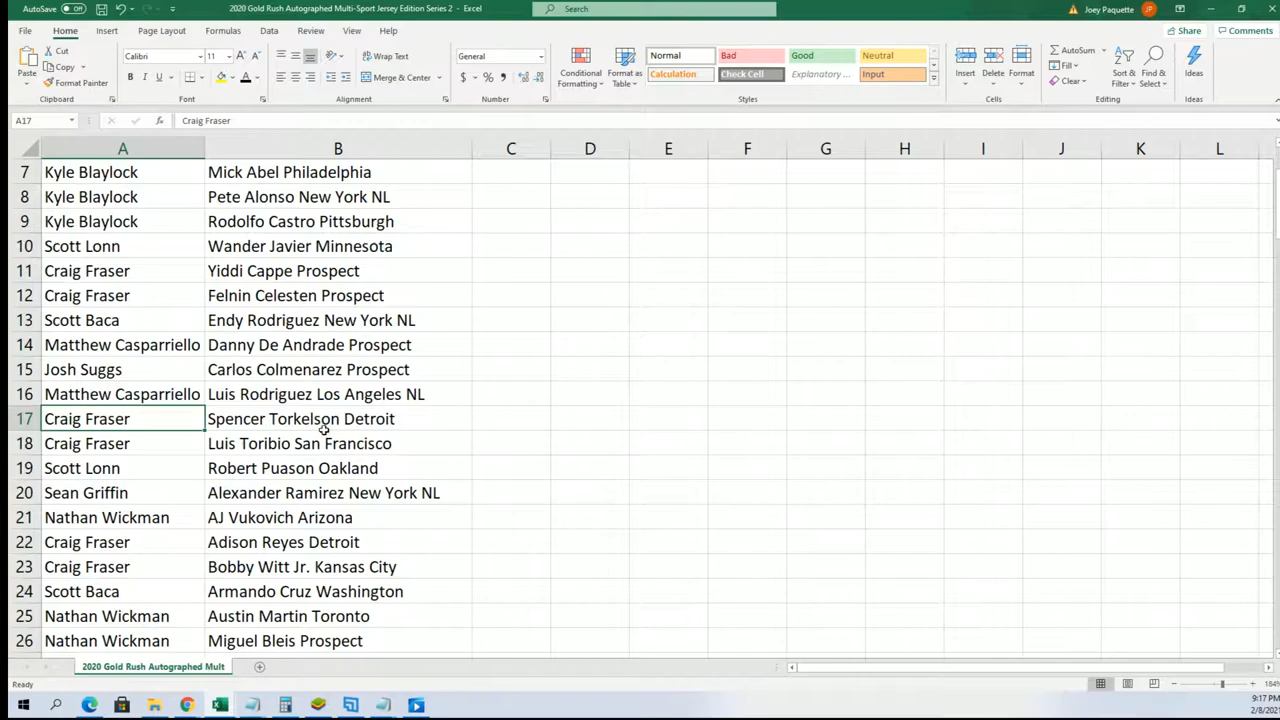 AutoSave Off 2020 Gold Rush Autographed Multi-Sport Jersey Edition Series 2 - Excel Search Joey Paquette JP
File Home Insert Page Layout Formulas Data Review View Help Share Comments
Paste Cut Copy Format Painter Clipboard
Calibri 11 A A B I U A Font
Wrap Text Merge & Center Alignment
General $ % , Number
Conditional Formatting Format as Table Normal Bad Good Neutral
Calculation Check Cell Explanatory ... Input Styles
Insert Delete Format Cells
AutoSum Fill Clear Sort & Filter Find & Select Editing
Ideas Ideas
A17 fx Craig Fraser
A B C D E F G H I J K L
7 Kyle Blaylock Mick Abel Philadelphia
8 Kyle Blaylock Pete Alonso New York NL
9 Kyle Blaylock Rodolfo Castro Pittsburgh
10 Scott Lonn Wander Javier Minnesota
11 Craig Fraser Yiddi Cappe Prospect
12 Craig Fraser Felnin Celesten Prospect
13 Scott Baca Endy Rodriguez New York NL
14 Matthew Casparriello Danny De Andrade Prospect
15 Josh Suggs Carlos Colmenarez Prospect
16 Matthew Casparriello Luis Rodriguez Los Angeles NL
17 Craig Fraser Spencer Torkelson Detroit
18 Craig Fraser Luis Toribio San Francisco
19 Scott Lonn Robert Puason Oakland
20 Sean Griffin Alexander Ramirez New York NL
21 Nathan Wickman AJ Vukovich Arizona
22 Craig Fraser Adison Reyes Detroit
23 Craig Fraser Bobby Witt Jr. Kansas City
24 Scott Baca Armando Cruz Washington
25 Nathan Wickman Austin Martin Toronto
26 Nathan Wickman Miguel Bleis Prospect
2020 Gold Rush Autographed Mult
Ready 184%
9:17 PM
2/8/2021